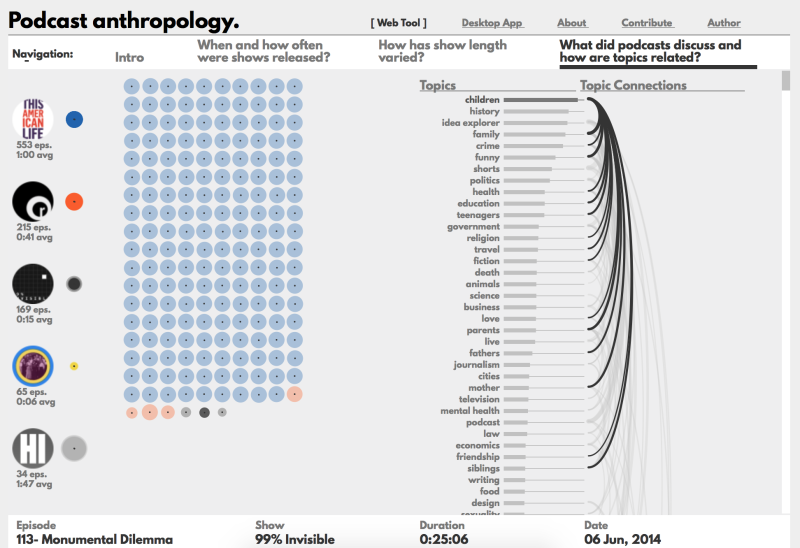 Podcast anthropology.
[ Web Tool ]
Desktop App
About
Contribute
Author
Navigation:
Intro
When and how often
were shows released?
How has show length
varied?
What did podcasts discuss and
how are topics related?
THIS
AMER
ICAN
LIFE
553 eps.
1:00 avg
215 eps.
0:41 avg
169 eps.
0:15 avg
65 eps.
0:06 avg
HI
34 eps.
1:47 avg
Topics
Topic Connections
children
history
idea explorer
family
crime
funny
shorts
politics
health
education
teenagers
government
religion
travel
fiction
death
animals
science
business
love
parents
live
fathers
journalism
cities
mother
television
mental health
podcast
law
economics
friendship
siblings
writing
food
design
sexuality
Episode
113- Monumental Dilemma
Show
99% Invisible
Duration
0:25:06
Date
06 Jun, 2014